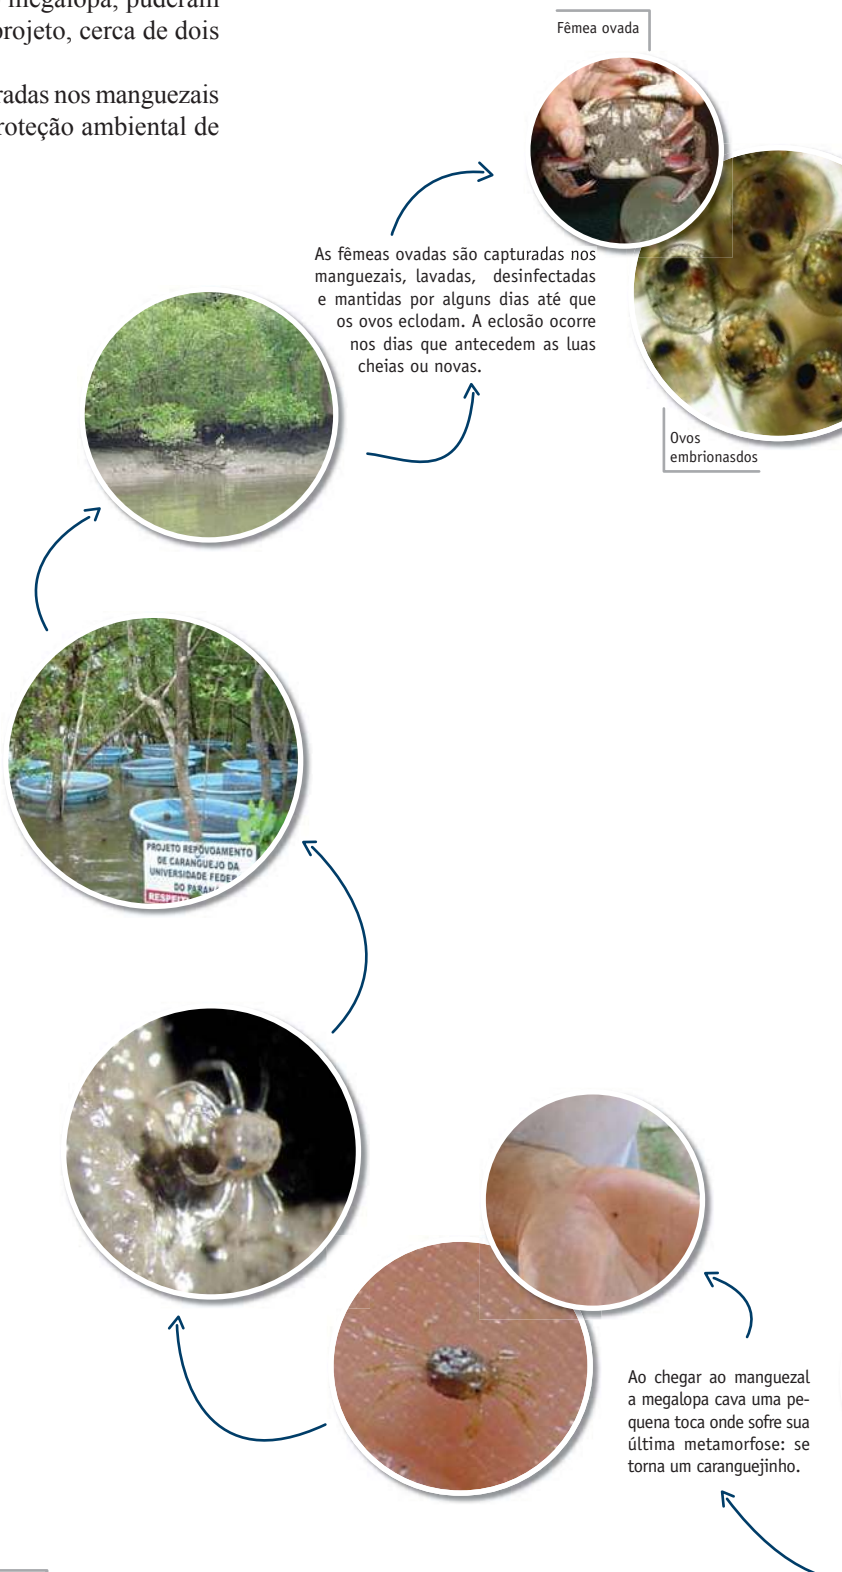 megalopa, puderam
projeto, cerca de dois
radas nos manguezais
roteção ambiental de
Fêmea ovada
As fêmeas ovadas são capturadas nos
manguezais, lavadas, desinfectadas
e mantidas por alguns dias até que
os ovos eclodam. A eclosão ocorre
nos dias que antecedem as luas
cheias ou novas.
Ovos
embrionasdos
PROJETO REPOVOAMENTO
DE CARANGUEJO DA
UNIVERSIDADE FEDER
DO PARAN
RESPEIT
Ao chegar ao manguezal
a megalopa cava uma pe-
quena toca onde sofre sua
última metamorfose: se
torna um caranguejinho.